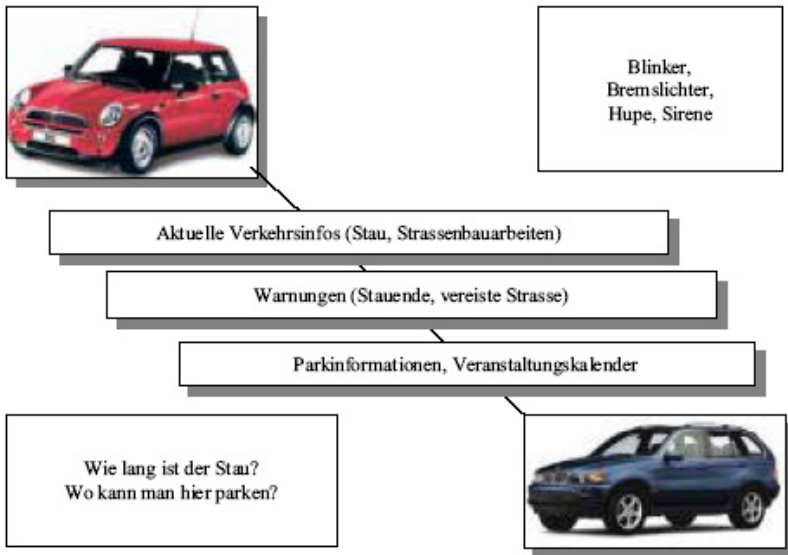 Blinker,
Bremslichter,
Hupe, Sirene
Aktuelle Verkehrsinfos (Stau, Strassenbauarbeiten)
Warnungen (Stauende, vereiste Strasse)
Parkinformationen, Veranstaltungskalender
Wie lang ist der Stau?
Wo kann man hier parken?